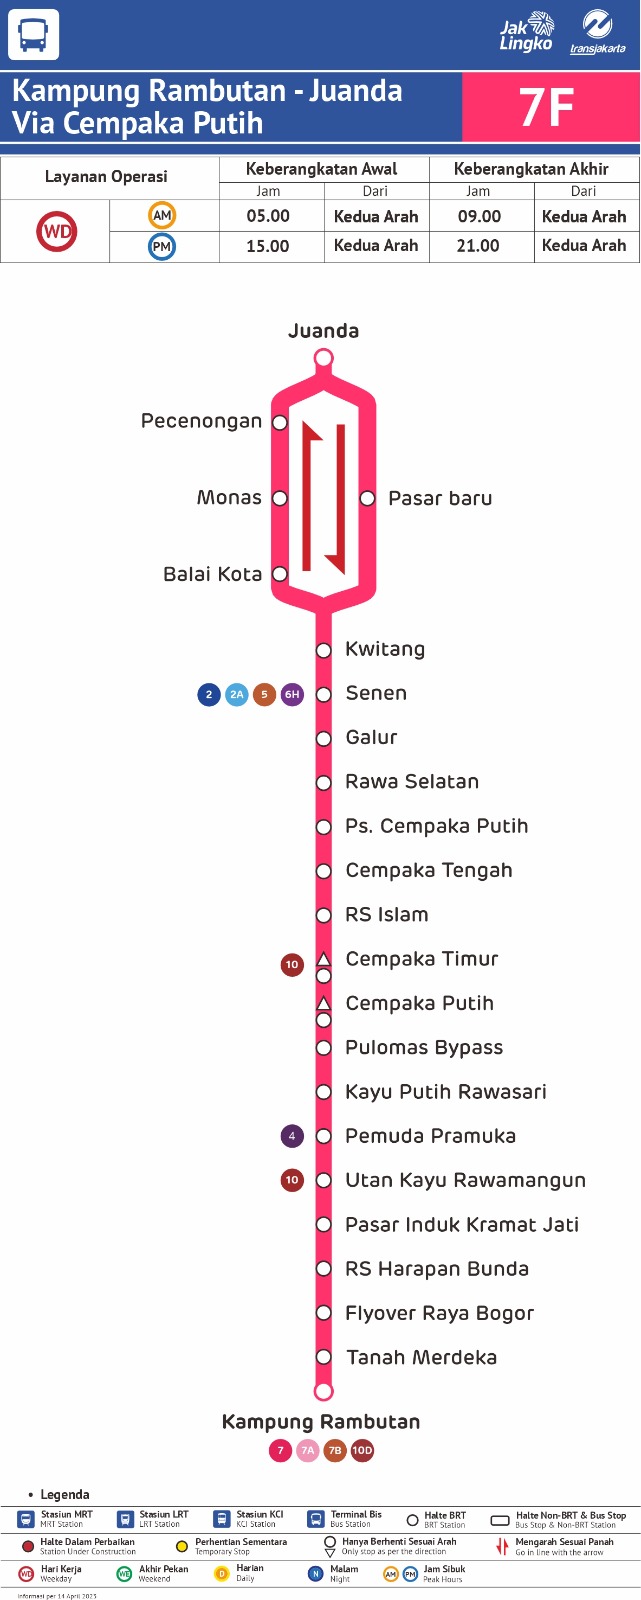 Jak
Lingko
transjakarta
Kampung Rambutan - Juanda
Via Cempaka Putih
7F
Layanan Operasi
Keberangkatan Awal
Keberangkatan Akhir
Jam
Dari
Jam
Dari
WD
AM
05.00
Kedua Arah
09.00
Kedua Arah
PM
15.00
Kedua Arah
21.00
Kedua Arah
Juanda
Pecenongan
Monas
Pasar baru
Balai Kota
Kwitang
2 2A 5 6H
Senen
Galur
Rawa Selatan
Ps. Cempaka Putih
Cempaka Tengah
RS Islam
10
Cempaka Timur
Cempaka Putih
Pulomas Bypass
Kayu Putih Rawasari
4
Pemuda Pramuka
10
Utan Kayu Rawamangun
Pasar Induk Kramat Jati
RS Harapan Bunda
Flyover Raya Bogor
Tanah Merdeka
Kampung Rambutan
7 7A 7B 10D
• Legenda
Stasiun MRT
MRT Station
Stasiun LRT
LRT Station
Stasiun KCI
KCI Station
Terminal Bis
Bus Station
Halte BRT
BRT Station
Halte Non-BRT & Bus Stop
Bus Stop & Non-BRT Station
Halte Dalam Perbaikan
Station Under Construction
Perhentian Sementara
Temporary Stop
Hanya Berhenti Sesuai Arah
Only stop as per the direction
Mengarah Sesuai Panah
Go in line with the arrow
WD
Hari Kerja
Weekday
WE
Akhir Pekan
Weekend
D
Harian
Daily
N
Malam
Night
AM PM
Jam Sibuk
Peak Hours
Informasi per 14 April 2023